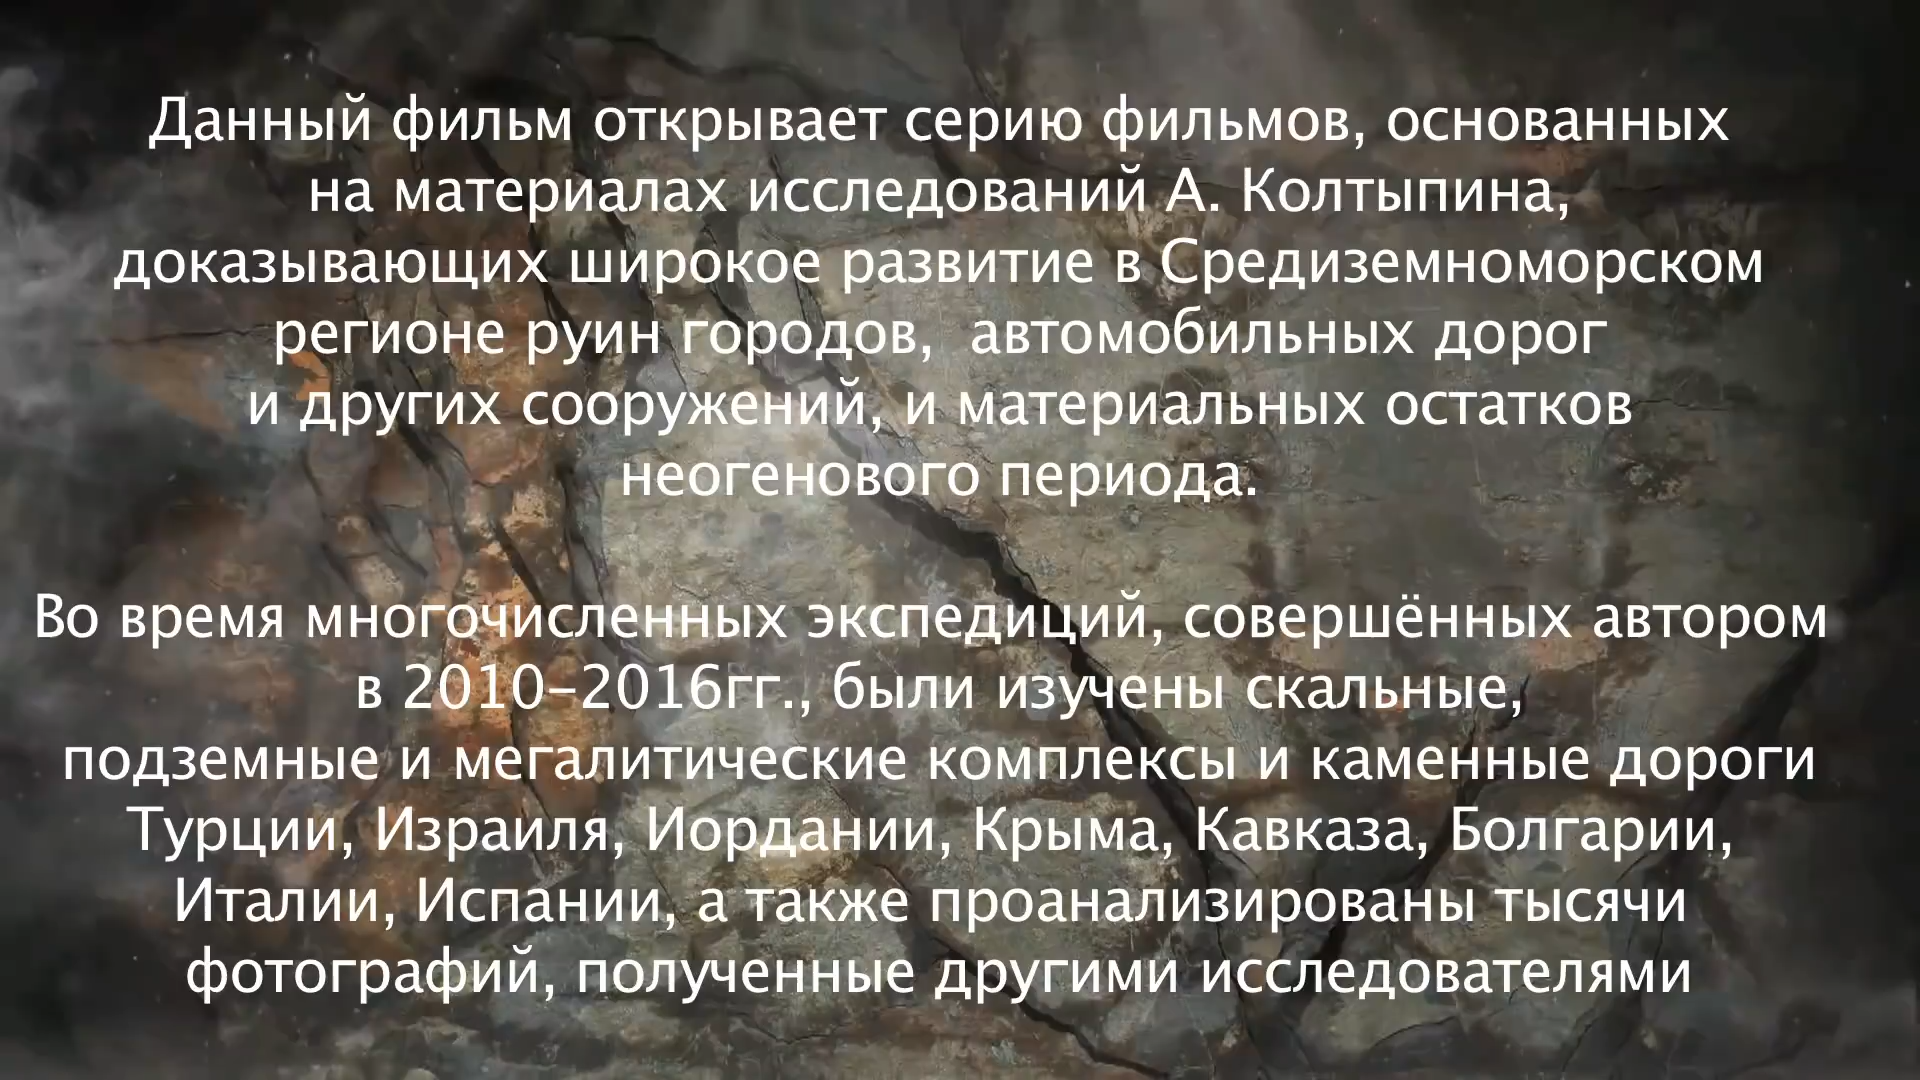 Данный фильм открывает серию фильмов, основанных
на материалах исследований А. Колтыпина,
доказывающих широкое развитие в Средиземноморском
регионе руин городов, автомобильных дорог
и других сооружений, и материальных остатков
неогенового периода.
Во время многочисленных экспедиций, совершённых автором
в 2010-2016гг., были изучены скальные,
подземные и мегалитические комплексы и каменные дороги
Турции, Израиля, Иордании, Крыма, Кавказа, Болгарии,
Италии, Испании, а также проанализированы тысячи
фотографий, полученные другими исследователями